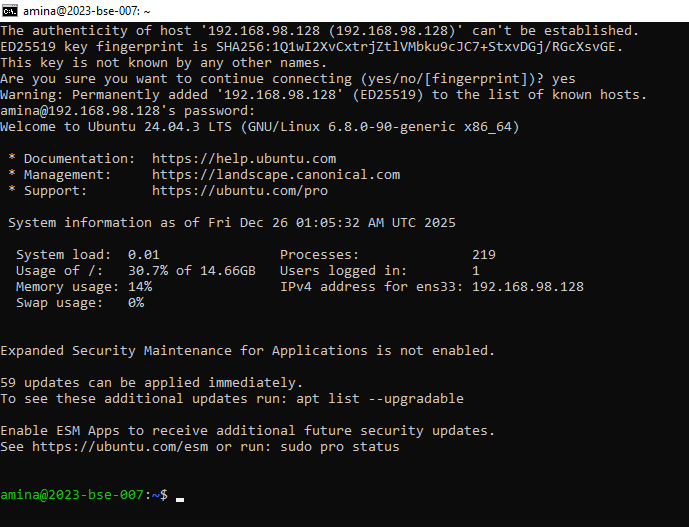 amina@2023-bse-007: ~
The authenticity of host '192.168.98.128 (192.168.98.128)' can't be established.
ED25519 key fingerprint is SHA256:1Q1wI2XvCxtrjZtlVMbku9cJC7+StxvDGj/RGcXsvGE.
This key is not known by any other names.
Are you sure you want to continue connecting (yes/no/[fingerprint])? yes
Warning: Permanently added '192.168.98.128' (ED25519) to the list of known hosts.
amina@192.168.98.128's password:
Welcome to Ubuntu 24.04.3 LTS (GNU/Linux 6.8.0-90-generic x86_64)
* Documentation:  https://help.ubuntu.com
* Management:     https://landscape.canonical.com
* Support:        https://ubuntu.com/pro
System information as of Fri Dec 26 01:05:32 AM UTC 2025
System load:  0.01               Processes:              219
Usage of /:   30.7% of 14.66GB   Users logged in:        1
Memory usage: 14%                IPv4 address for ens33: 192.168.98.128
Swap usage:   0%
Expanded Security Maintenance for Applications is not enabled.
59 updates can be applied immediately.
To see these additional updates run: apt list --upgradable
Enable ESM Apps to receive additional future security updates.
See https://ubuntu.com/esm or run: sudo pro status
amina@2023-bse-007:~$